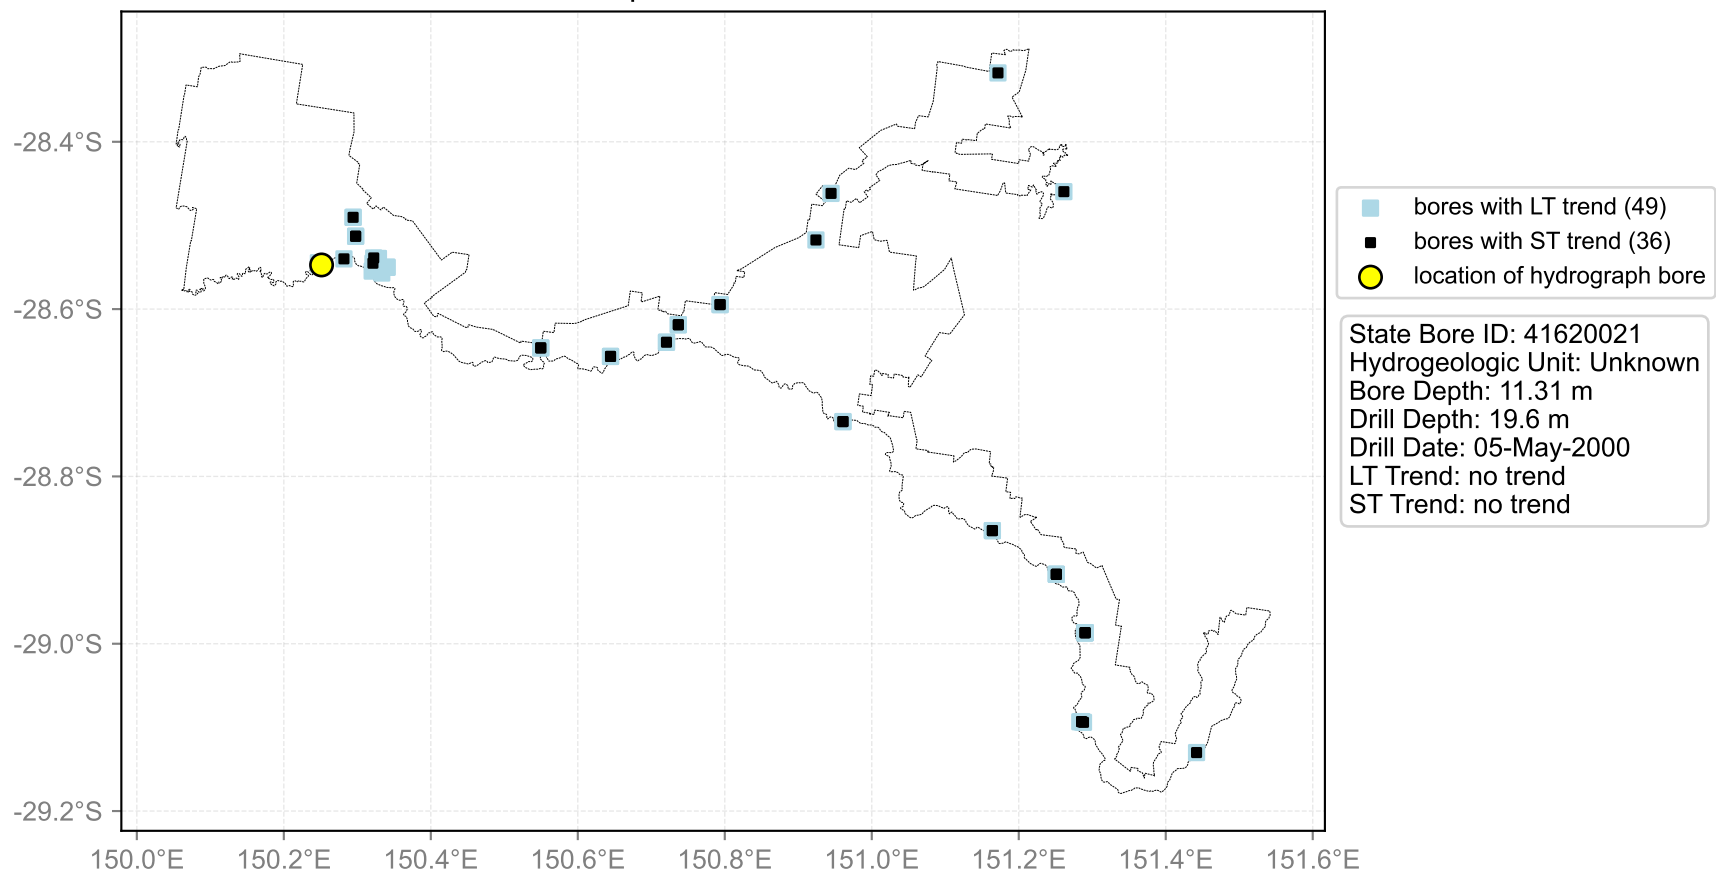 -28.4°S
-28.6°S
-28.8°S
-29.0°S
-29.2°S
150.0°E 150.2°E 150.4°E 150.6°E 150.8°E 151.0°E 151.2°E 151.4°E 151.6°E
bores with LT trend (49)
bores with ST trend (36)
location of hydrograph bore
State Bore ID: 41620021
Hydrogeologic Unit: Unknown
Bore Depth: 11.31 m
Drill Depth: 19.6 m
Drill Date: 05-May-2000
LT Trend: no trend
ST Trend: no trend